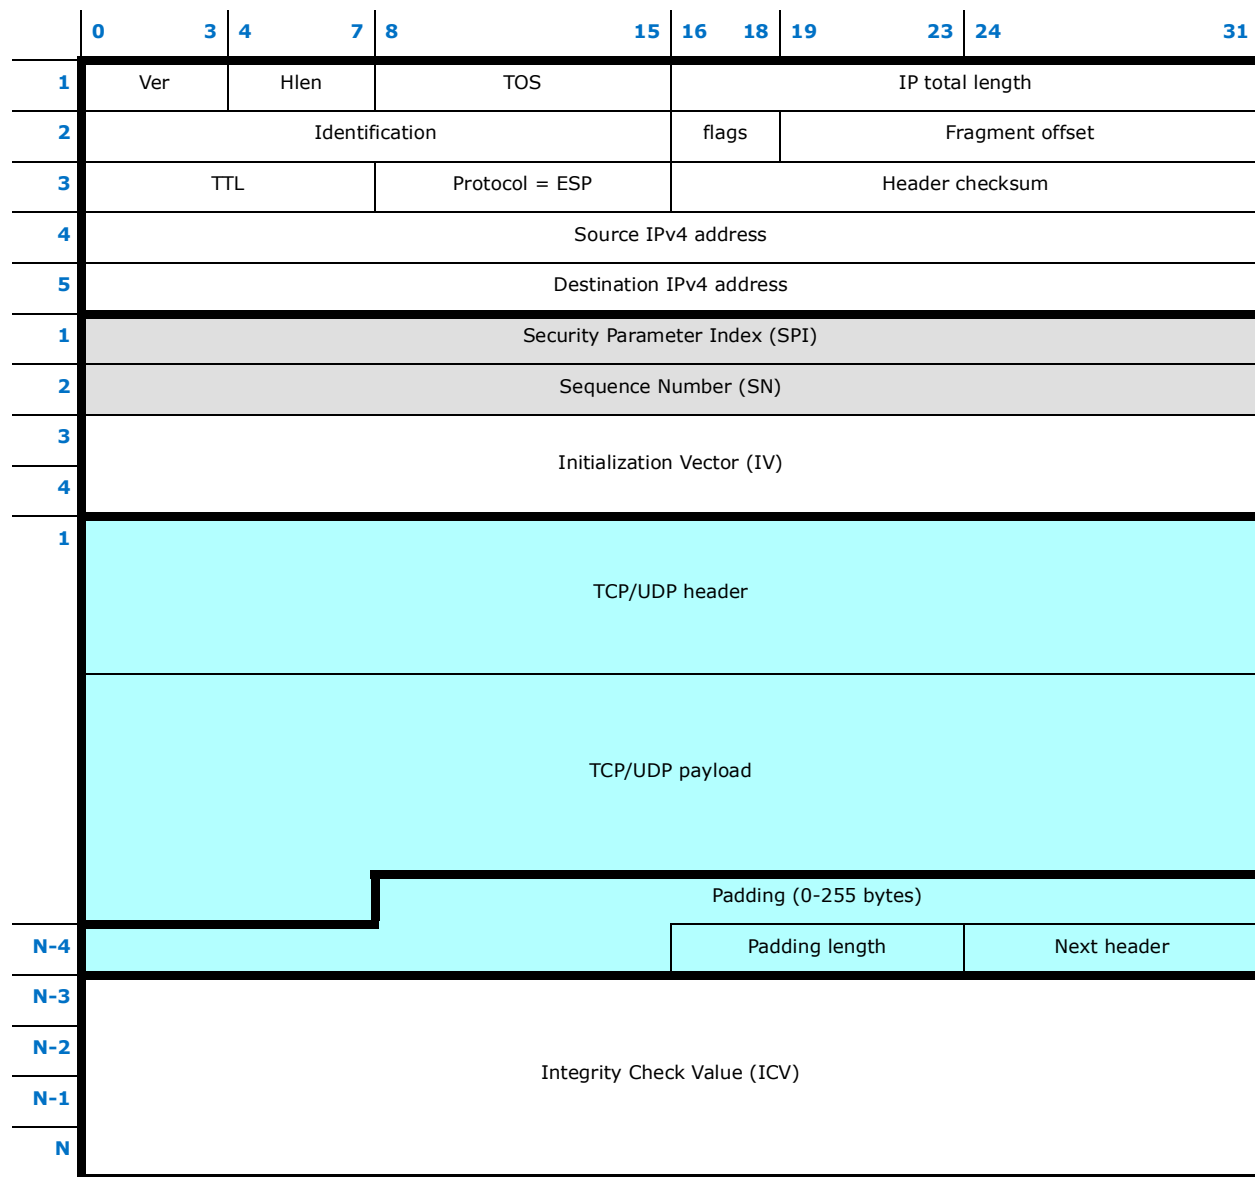 0 3 4 7 8 15 16 18 19 23 24 31
1 Ver Hlen TOS IP total length
2 Identification flags Fragment offset
3 TTL Protocol = ESP Header checksum
4 Source IPv4 address
5 Destination IPv4 address
1 Security Parameter Index (SPI)
2 Sequence Number (SN)
3
Initialization Vector (IV)
4
1
TCP/UDP header
TCP/UDP payload
Padding (0-255 bytes)
N-4 Padding length Next header
N-3
N-2
Integrity Check Value (ICV)
N-1
N